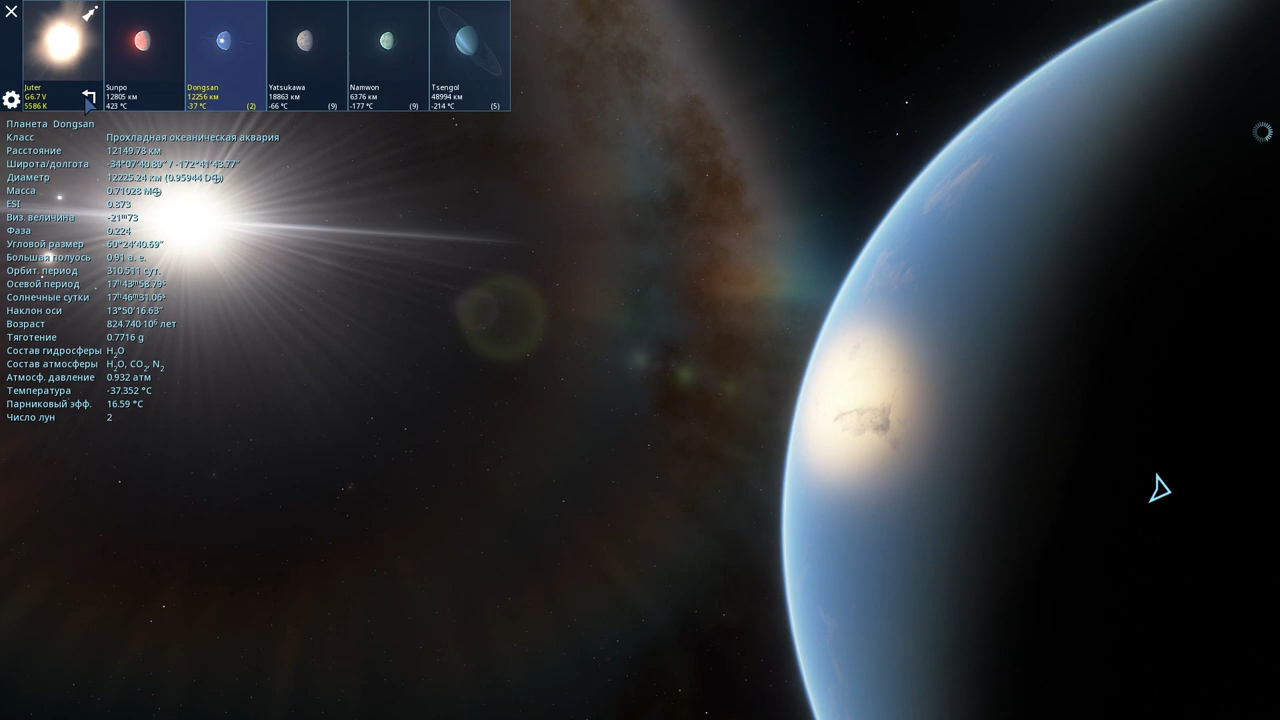 Juter
G6.7 V
5586 K
Sunpo
12805 км
423 °C
Dongsan
12256 км
-37 °C (2)
Yatsukawa
18863 км
-66 °C (9)
Namwon
6376 км
-177 °C (9)
Tsengol
48994 км
-214 °C (5)
Планета Dongsan
Класс Прохладная океаническая аквария
Расстояние 12149.78 км
Широта/долгота -34°07'40.89" / -172°41'43.77"
Диаметр 12225.24 км (0.95944 D⊕)
Масса 0.71028 M⊕
ESI 0.873
Виз. величина -21ᵐ73
Фаза 0.224
Угловой размер 60°24'40.69"
Большая полуось 0.91 а. е.
Орбит. период 310.511 сут.
Осевой период 17ʰ43ᵐ58.79ˢ
Солнечные сутки 17ʰ46ᵐ31.06ˢ
Наклон оси 13°50'16.63"
Возраст 824.740 10⁶ лет
Тяготение 0.7716 g
Состав гидросферы H₂O
Состав атмосферы H₂O, CO₂, N₂
Атмосф. давление 0.932 атм
Температура -37.352 °C
Парниковый эфф. 16.59 °C
Число лун 2